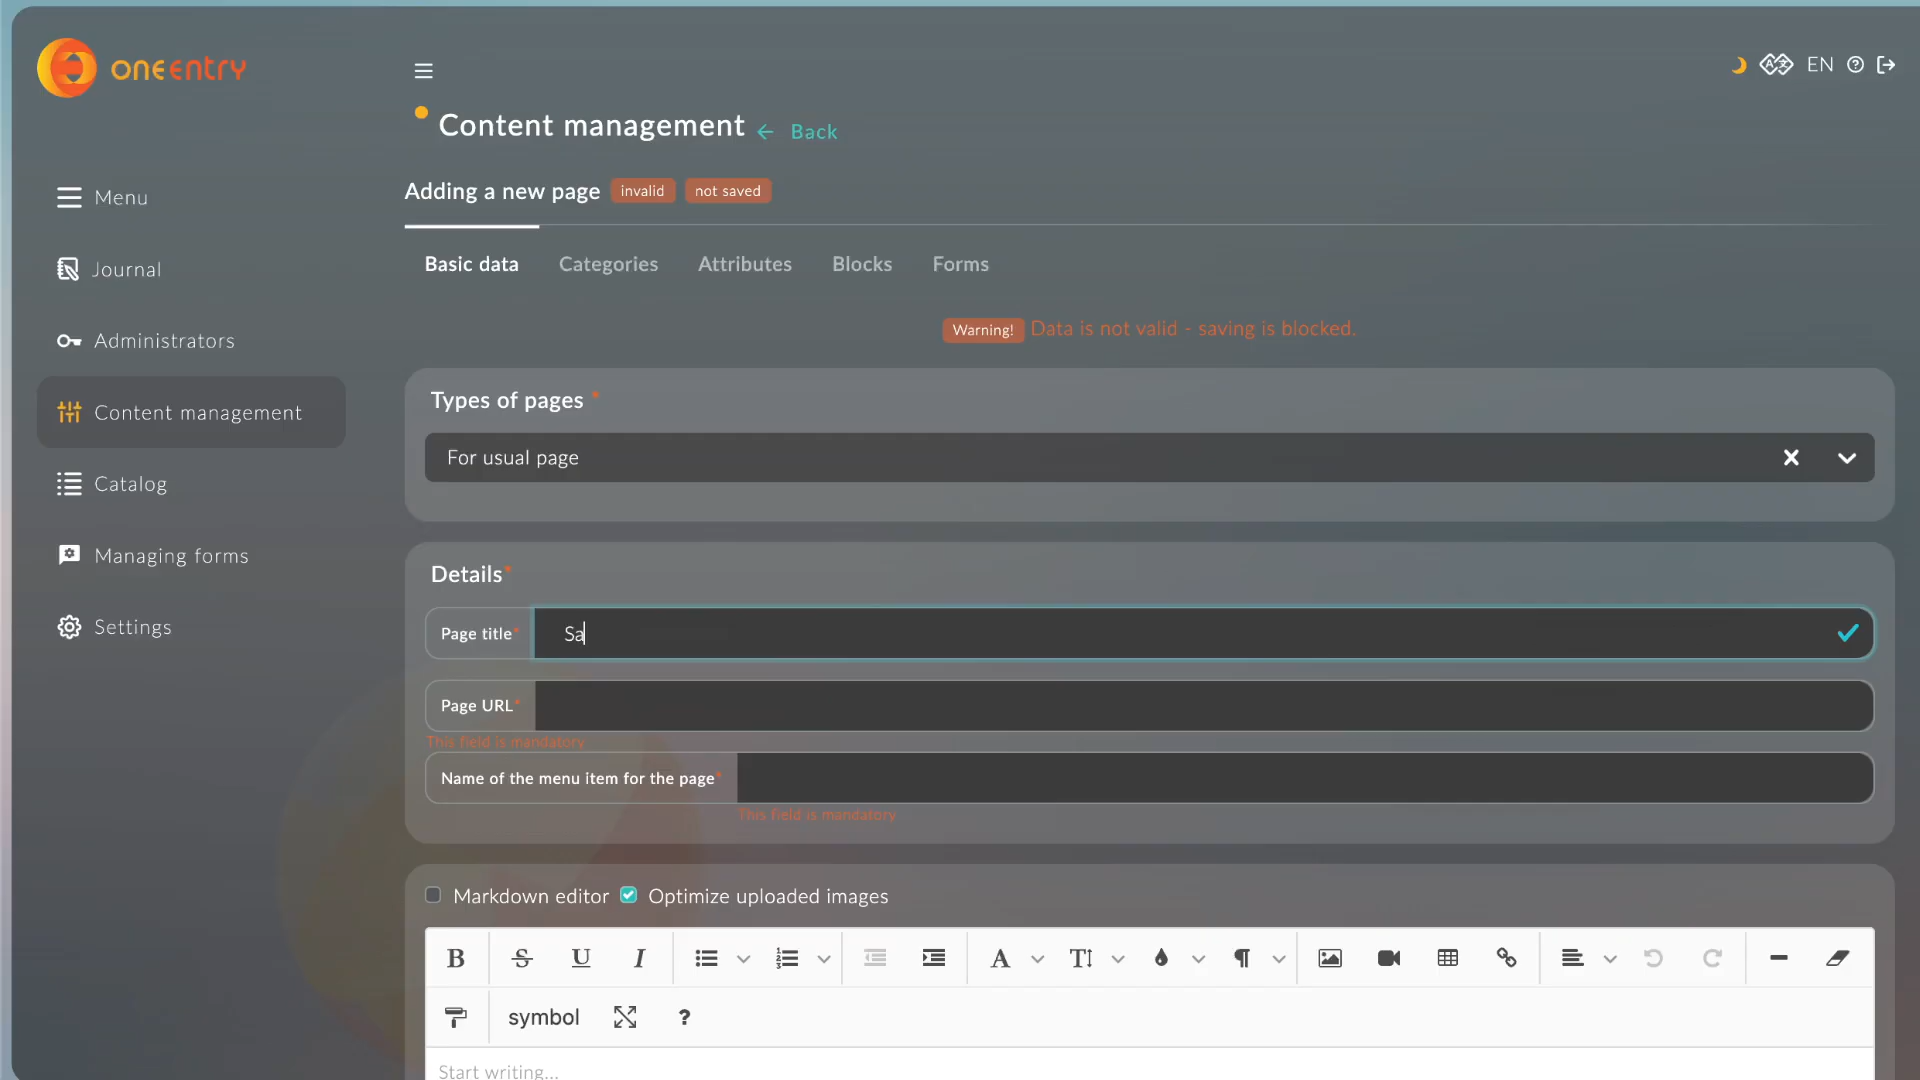 oneentry
EN
Content management
Back
Menu
Journal
Administrators
Content management
Catalog
Managing forms
Settings
Adding a new page invalid not saved
Basic data Categories Attributes Blocks Forms
Warning! Data is not valid - saving is blocked.
Types of pages *
For usual page
Details*
Page title* Sa
Page URL*
This field is mandatory
Name of the menu item for the page*
This field is mandatory
Markdown editor Optimize uploaded images
symbol ?
Start writing...